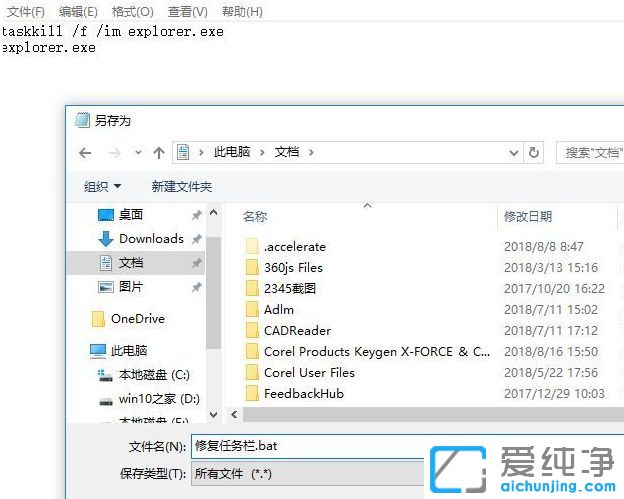 文件(F) 编辑(E) 格式(O) 查看(V) 帮助(H)
taskkill /f /im explorer.exe
explorer.exe
另存为
此电脑 > 文档 >
搜索"文档"
组织 新建文件夹
桌面
Downloads
文档
图片
OneDrive
此电脑
本地磁盘 (C:)
win10之家 (D:)
本地磁盘 (E:)
名称 修改日期
.accelerate 2018/8/8 8:47
360js Files 2018/3/13 15:16
2345截图 2017/10/20 16:22
Adlm 2018/7/11 15:02
CADReader 2018/7/11 17:12
Corel Products Keygen X-FORCE & C... 2018/8/16 15:50
Corel User Files 2018/5/22 17:56
FeedbackHub 2017/12/29 10:03
文件名(N): 修复任务栏.bat
保存类型(T): 所有文件 (*.*)
爱纯净
aichunjing.com